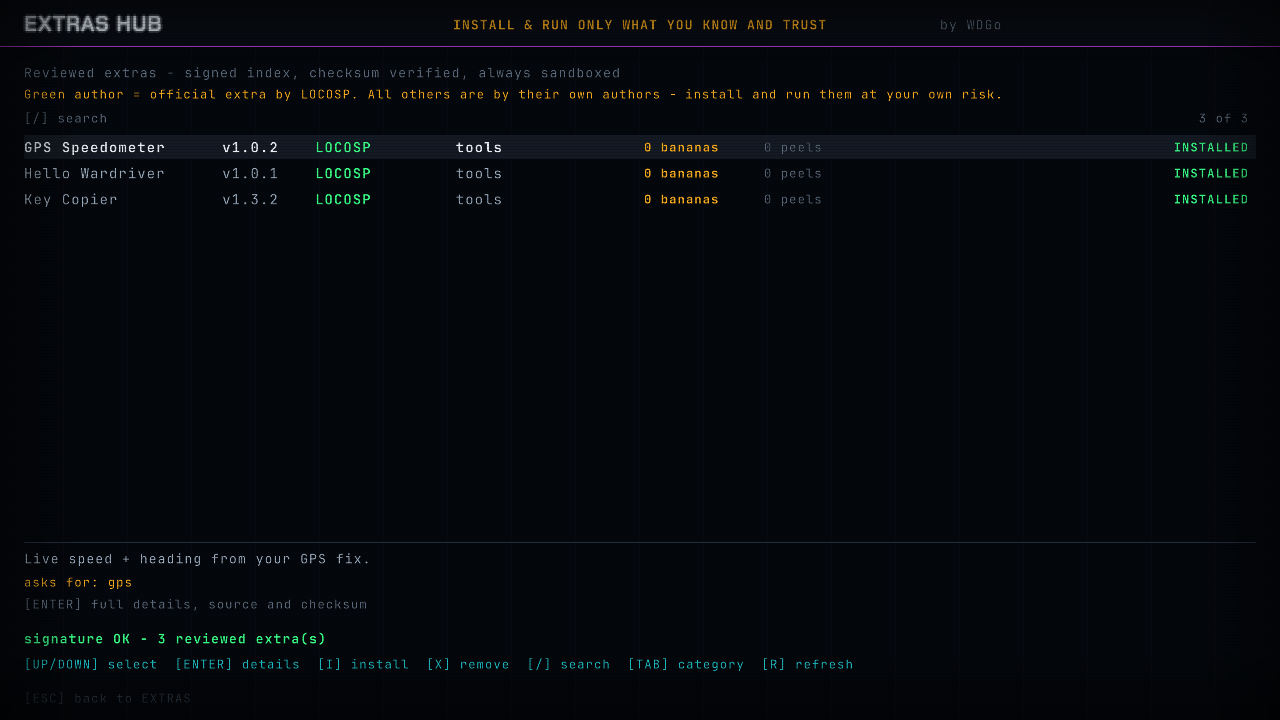 EXTRAS HUB INSTALL & RUN ONLY WHAT YOU KNOW AND TRUST by WDGo
Reviewed extras - signed index, checksum verified, always sandboxed
Green author = official extra by LOCOSP. All others are by their own authors - install and run them at your own risk.
[/] search 3 of 3
GPS Speedometer v1.0.2 LOCOSP tools 0 bananas 0 peels INSTALLED
Hello Wardriver v1.0.1 LOCOSP tools 0 bananas 0 peels INSTALLED
Key Copier v1.3.2 LOCOSP tools 0 bananas 0 peels INSTALLED
Live speed + heading from your GPS fix.
asks for: gps
[ENTER] full details, source and checksum
signature OK - 3 reviewed extra(s)
[UP/DOWN] select [ENTER] details [I] install [X] remove [/] search [TAB] category [R] refresh
[ESC] back to EXTRAS